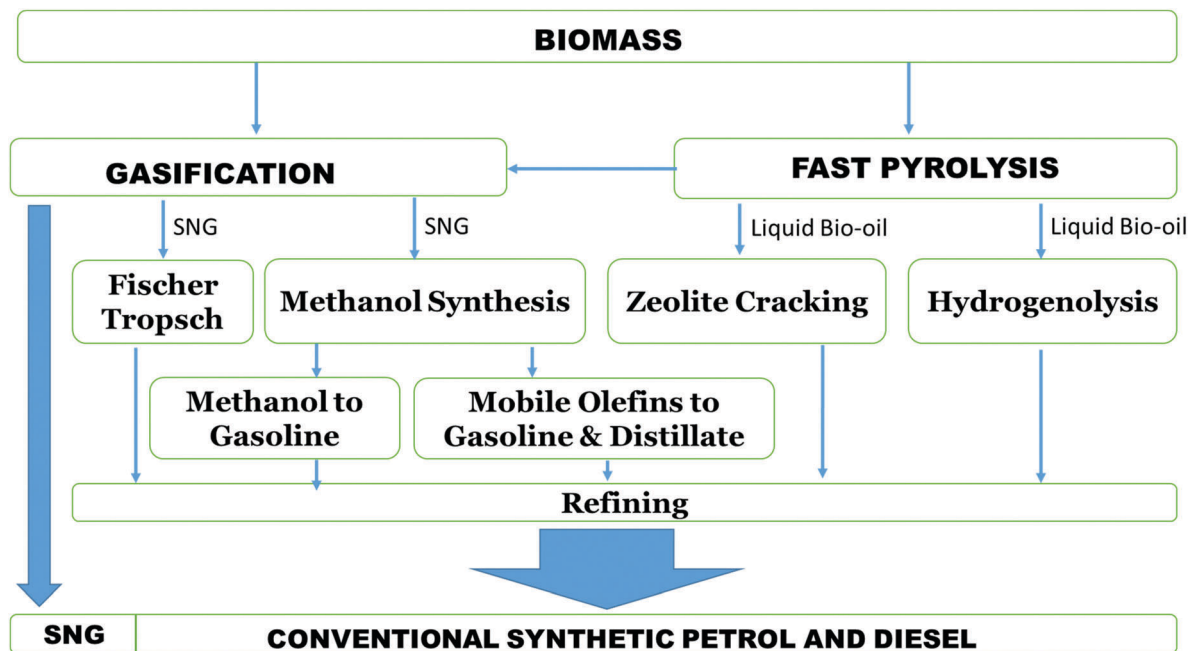 BIOMASS
GASIFICATION
FAST PYROLYSIS
SNG
SNG
Liquid Bio-oil
Liquid Bio-oil
Fischer
Tropsch
Methanol Synthesis
Zeolite Cracking
Hydrogenolysis
Methanol to
Gasoline
Mobile Olefins to
Gasoline & Distillate
Refining
SNG
CONVENTIONAL SYNTHETIC PETROL AND DIESEL